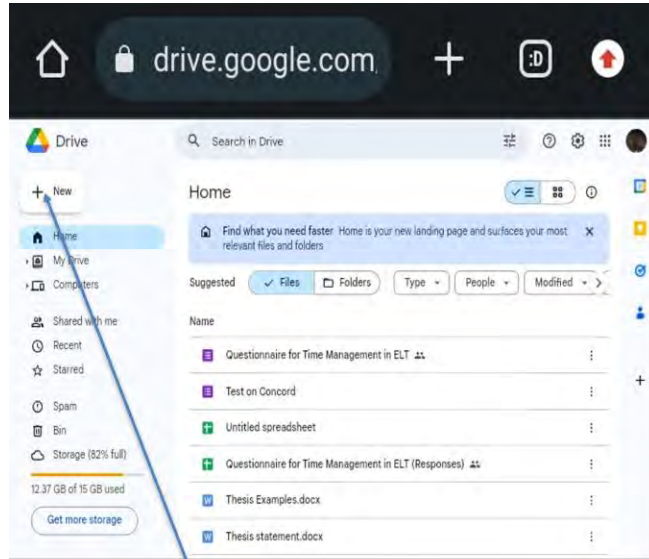 drive.google.com
:D
Drive
Search in Drive
New
Home
Home
My Drive
Computers
Shared with me
Recent
Starred
Spam
Bin
Storage (82% full)
12.37 GB of 15 GB used
Get more storage
Find what you need faster Home is your new landing page and surfaces your most
relevant files and folders
Suggested Files Folders Type People Modified
Name
Questionnaire for Time Management in ELT
Test on Concord
Untitled spreadsheet
Questionnaire for Time Management in ELT (Responses)
W Thesis Examples.docx
W Thesis statement.docx